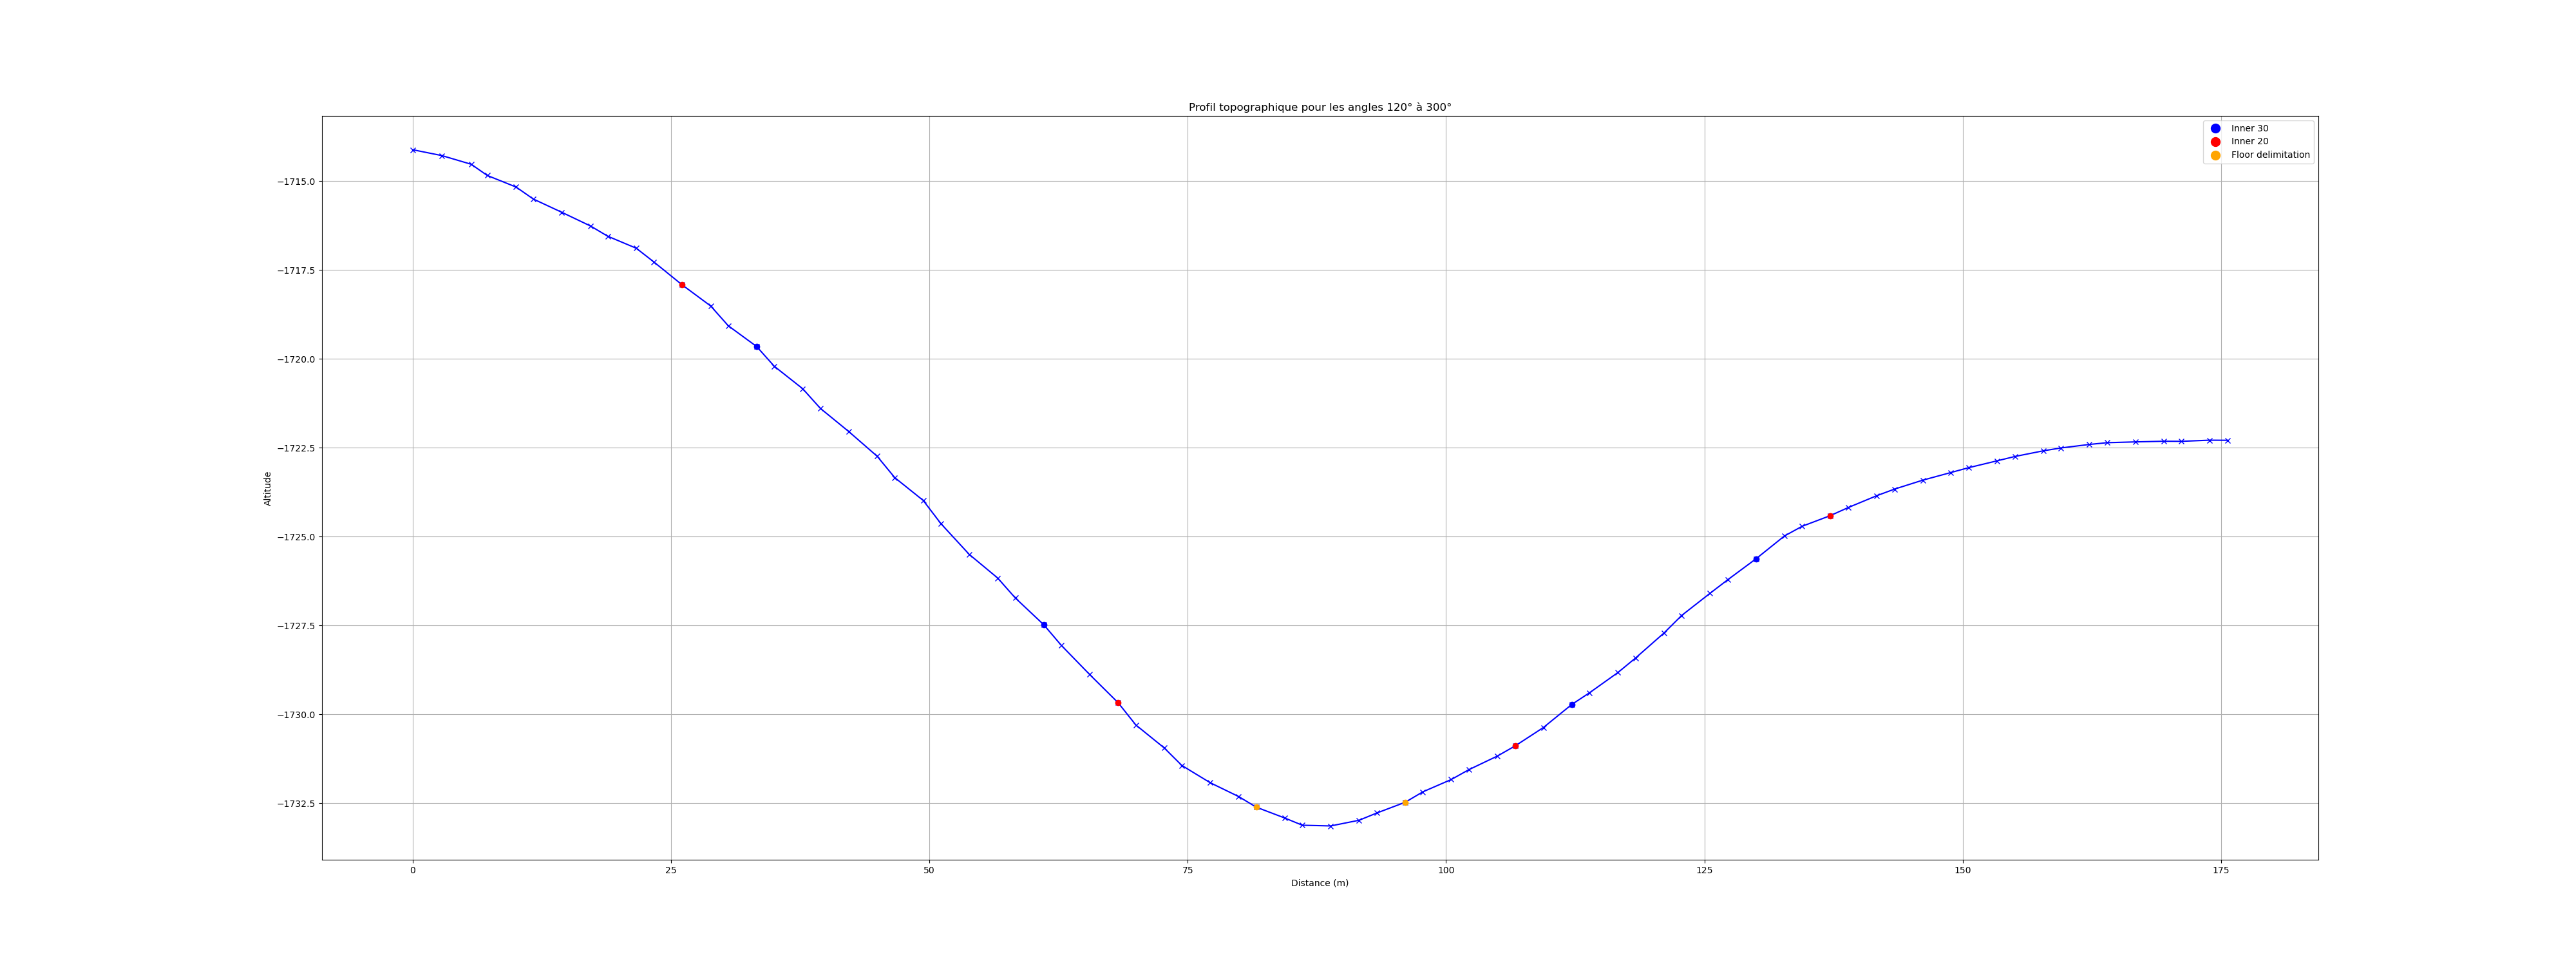 Profil topographique pour les angles 120° à 300°
Inner 30
Inner 20
Floor delimitation
Altitude
−1715.0
−1717.5
−1720.0
−1722.5
−1725.0
−1727.5
−1730.0
−1732.5
0 25 50 75 100 125 150 175
Distance (m)